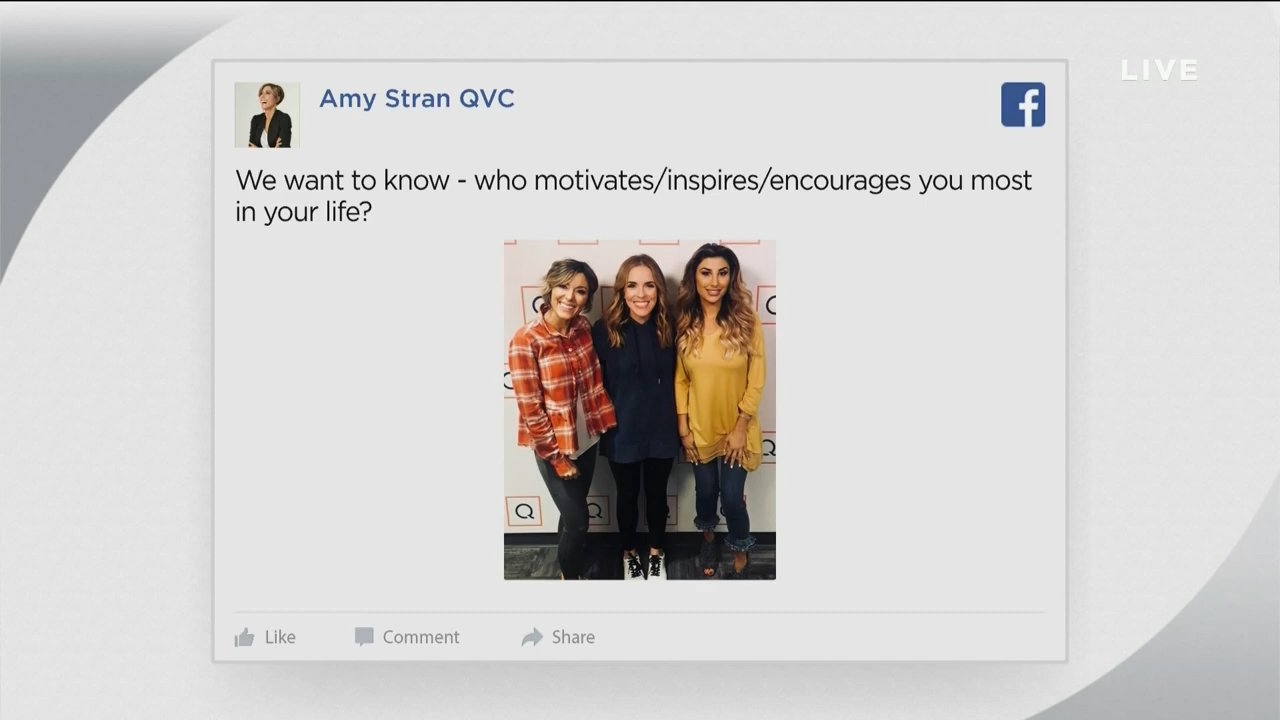 LIVE
Amy Stran QVC
We want to know - who motivates/inspires/encourages you most
in your life?
Q
Q
Like
Comment
Share